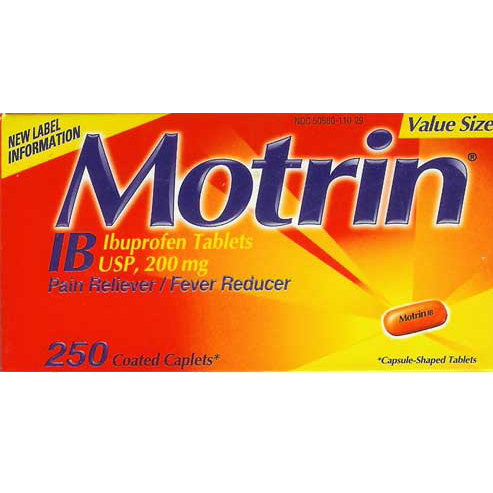 NEW LABEL
INFORMATION
Value Size
Motrin®
IB Ibuprofen Tablets
USP, 200 mg
Pain Reliever / Fever Reducer
Motrin IB
250 Coated Caplets*
*Capsule-Shaped Tablets